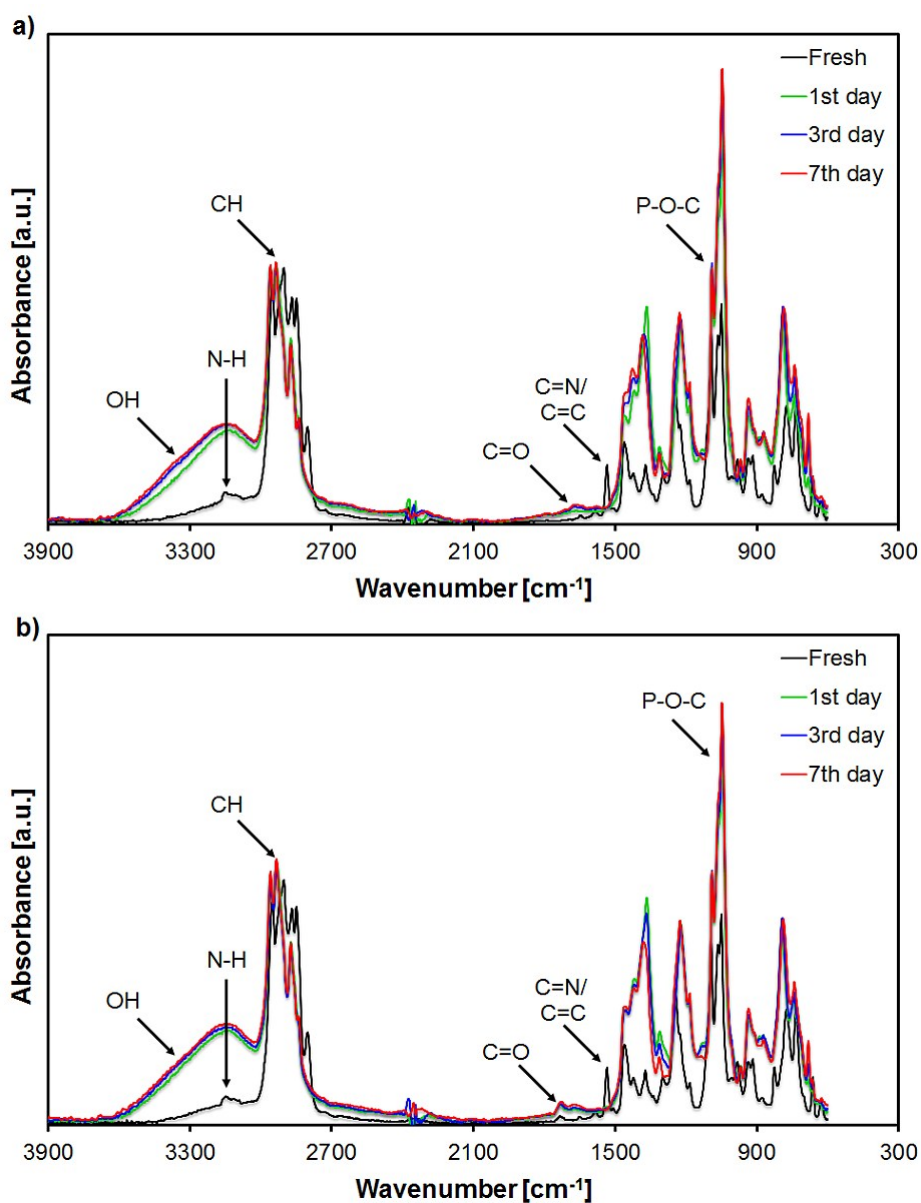 a)
Fresh
1st day
3rd day
7th day
CH
P-O-C
N-H
OH
C=N/
C=C
C=O
Absorbance [a.u.]
3900 3300 2700 2100 1500 900 300
Wavenumber [cm-1]
b)
Fresh
1st day
3rd day
7th day
P-O-C
CH
N-H
OH
C=N/
C=C
C=O
Absorbance [a.u.]
3900 3300 2700 2100 1500 900 300
Wavenumber [cm-1]